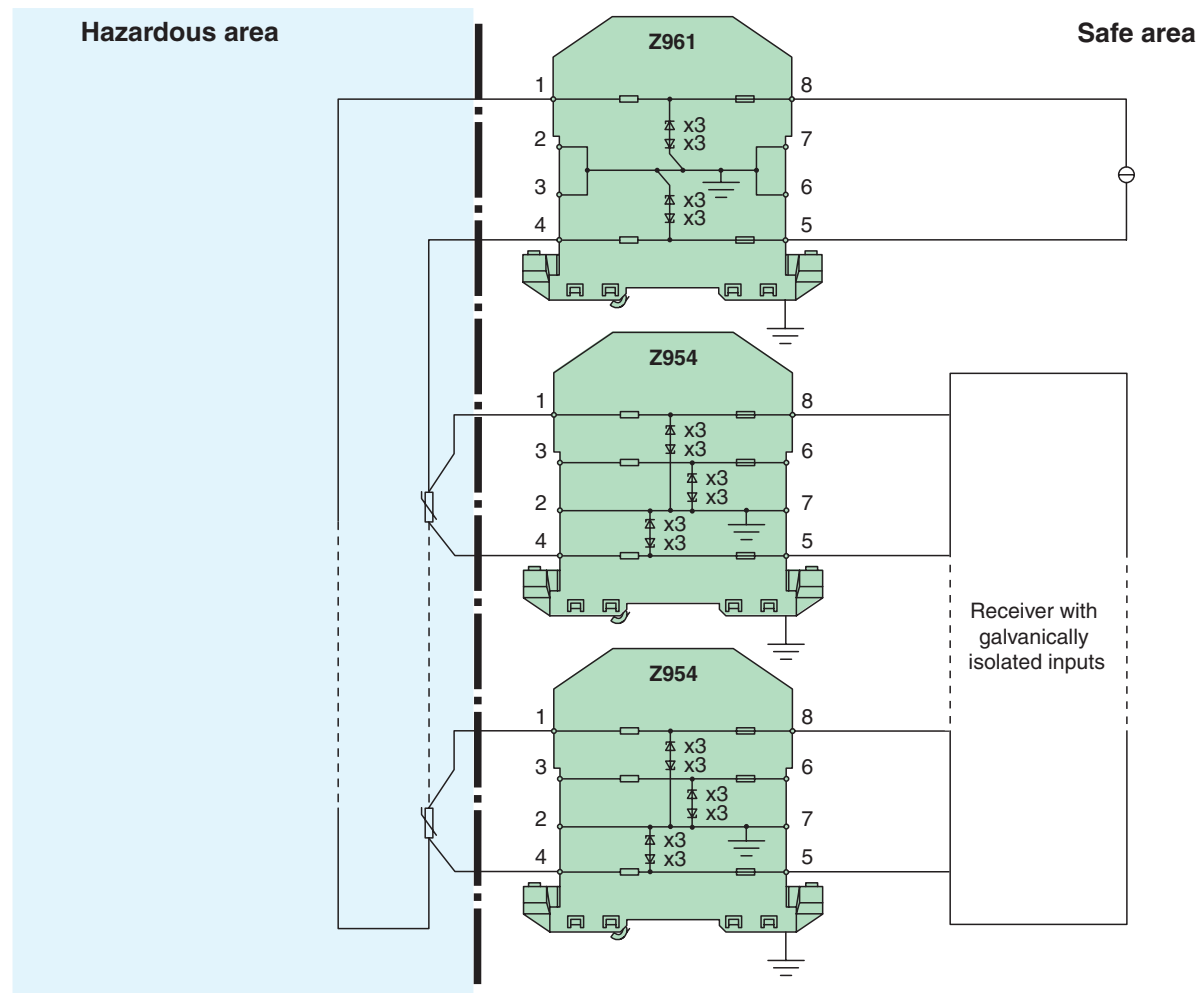 Hazardous area
Safe area
Z961
1
8
x3
x3
2
7
3
6
x3
x3
4
5
Z954
1
8
x3
x3
3
6
x3
x3
2
7
x3
x3
4
5
Receiver with
galvanically
isolated inputs
Z954
1
8
x3
x3
3
6
x3
x3
2
7
x3
x3
4
5